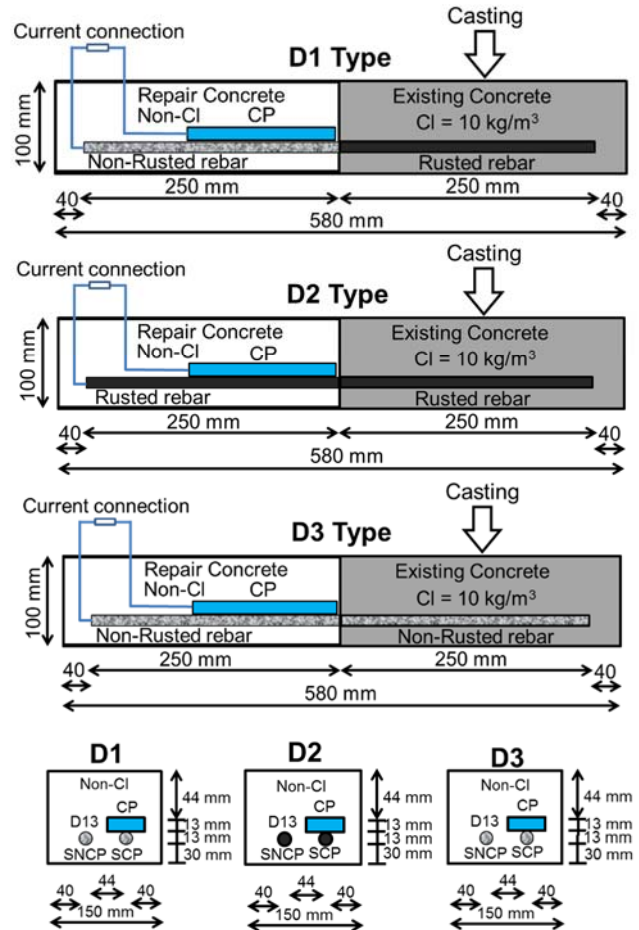 Current connection
Casting
D1 Type
Repair Concrete
Existing Concrete
Non-Cl CP
Cl = 10 kg/m³
100 mm
Non-Rusted rebar
Rusted rebar
250 mm
250 mm
40
40
580 mm
Current connection
Casting
D2 Type
Repair Concrete
Existing Concrete
Non-Cl CP
Cl = 10 kg/m³
100 mm
Rusted rebar
Rusted rebar
250 mm
250 mm
40
40
580 mm
Casting
Current connection
D3 Type
Repair Concrete
Existing Concrete
Non-Cl CP
Cl = 10 kg/m³
100 mm
Non-Rusted rebar
Non-Rusted rebar
250 mm
250 mm
40
40
580 mm
D1
Non-Cl
44 mm
CP
D13
13 mm
13 mm
SNCP SCP
30 mm
44
40 40
150 mm
D2
Non-Cl
44 mm
CP
D13
13 mm
13 mm
SNCP SCP
30 mm
44
40 40
150 mm
D3
Non-Cl
44 mm
CP
D13
13 mm
13 mm
SNCP SCP
30 mm
44
40 40
150 mm